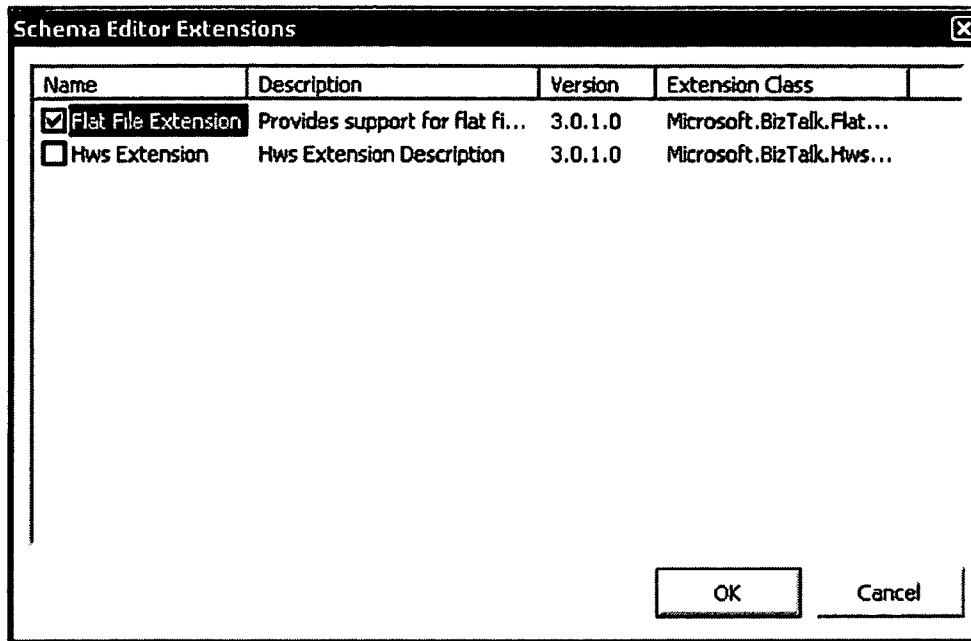 Schema Editor Extensions
Name Description Version Extension Class
Flat File Extension Provides support for flat fi... 3.0.1.0 Microsoft.BizTalk.Flat...
Hws Extension Hws Extension Description 3.0.1.0 Microsoft.BizTalk.Hws...
OK Cancel